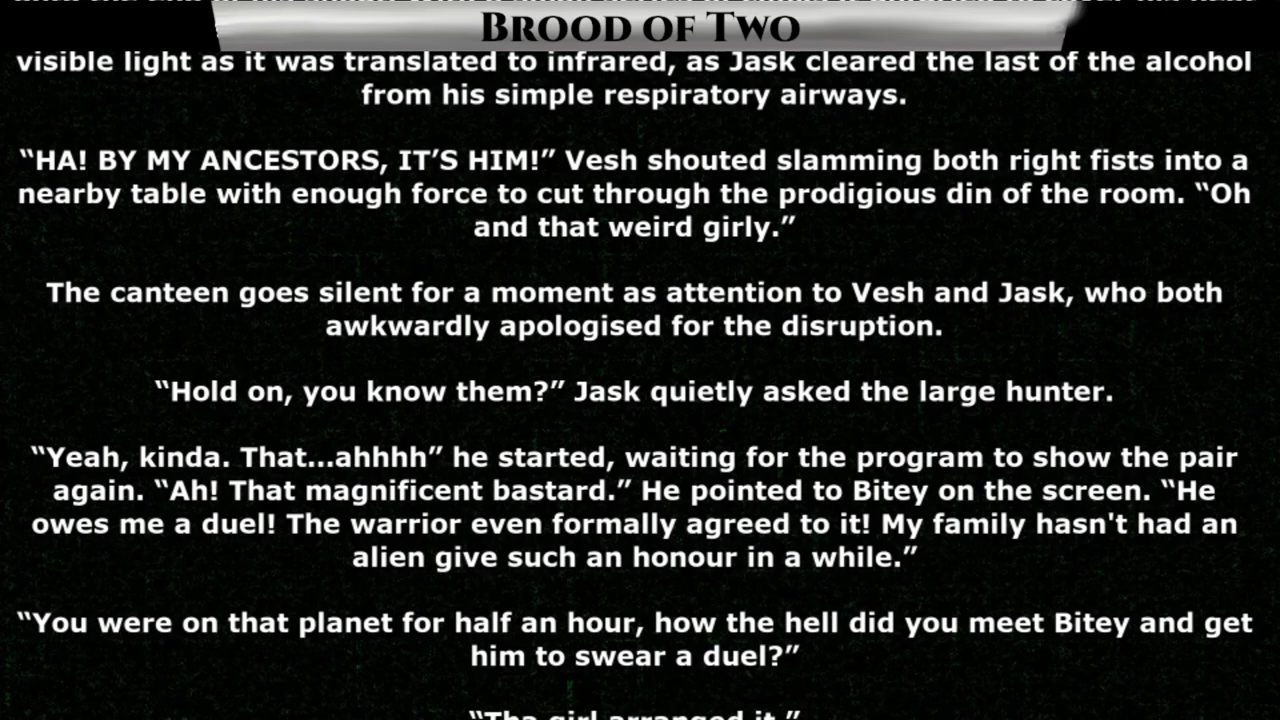 BROOD OF TWO
visible light as it was translated to infrared, as Jask cleared the last of the alcohol
from his simple respiratory airways.
“HA! BY MY ANCESTORS, IT’S HIM!” Vesh shouted slamming both right fists into a
nearby table with enough force to cut through the prodigious din of the room. “Oh
and that weird girly.”
The canteen goes silent for a moment as attention to Vesh and Jask, who both
awkwardly apologised for the disruption.
“Hold on, you know them?” Jask quietly asked the large hunter.
“Yeah, kinda. That...ahhhh” he started, waiting for the program to show the pair
again. “Ah! That magnificent bastard.” He pointed to Bitey on the screen. “He
owes me a duel! The warrior even formally agreed to it! My family hasn't had an
alien give such an honour in a while.”
“You were on that planet for half an hour, how the hell did you meet Bitey and get
him to swear a duel?”
“The girl arranged it.”